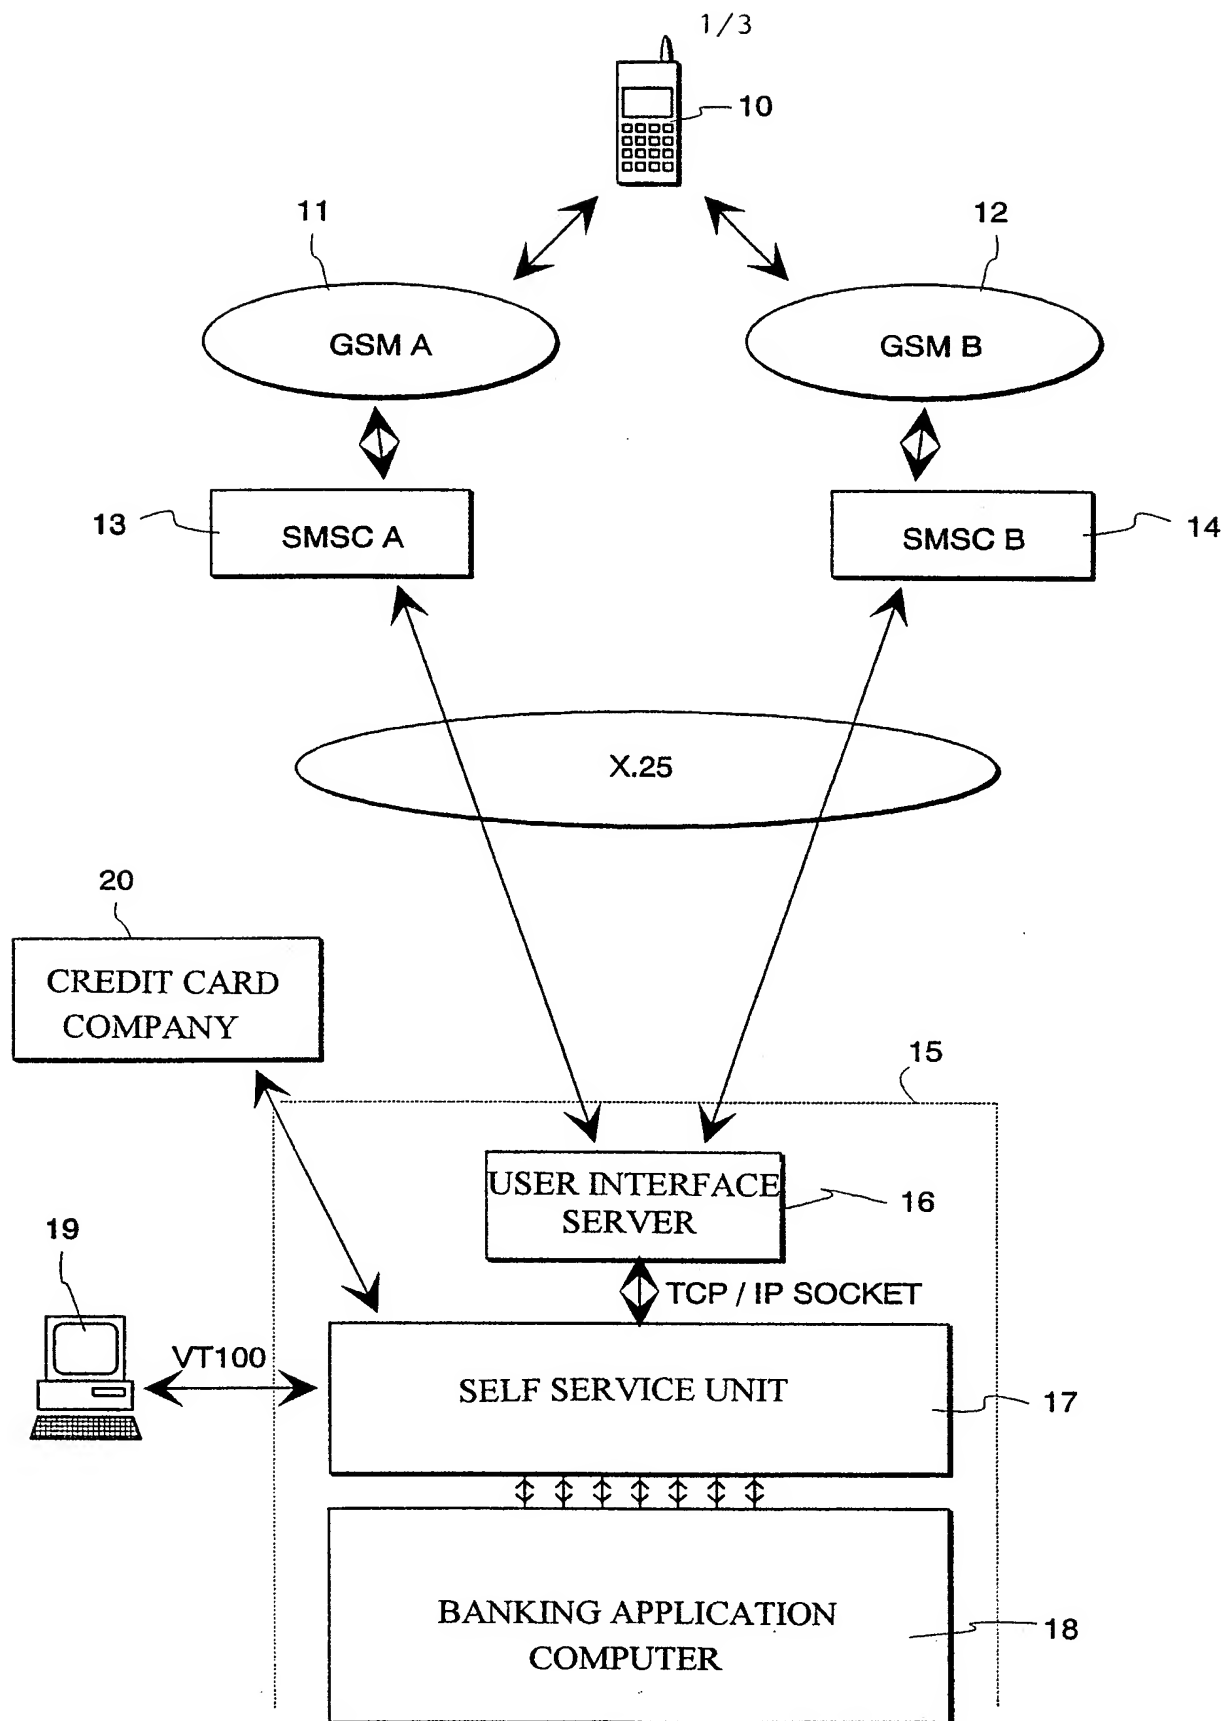 1/3
10
11
12
GSM A
GSM B
13
SMSC A
SMSC B
14
X.25
20
CREDIT CARD
COMPANY
15
USER INTERFACE
SERVER
16
19
TCP / IP SOCKET
VT100
SELF SERVICE UNIT
17
BANKING APPLICATION
COMPUTER
18